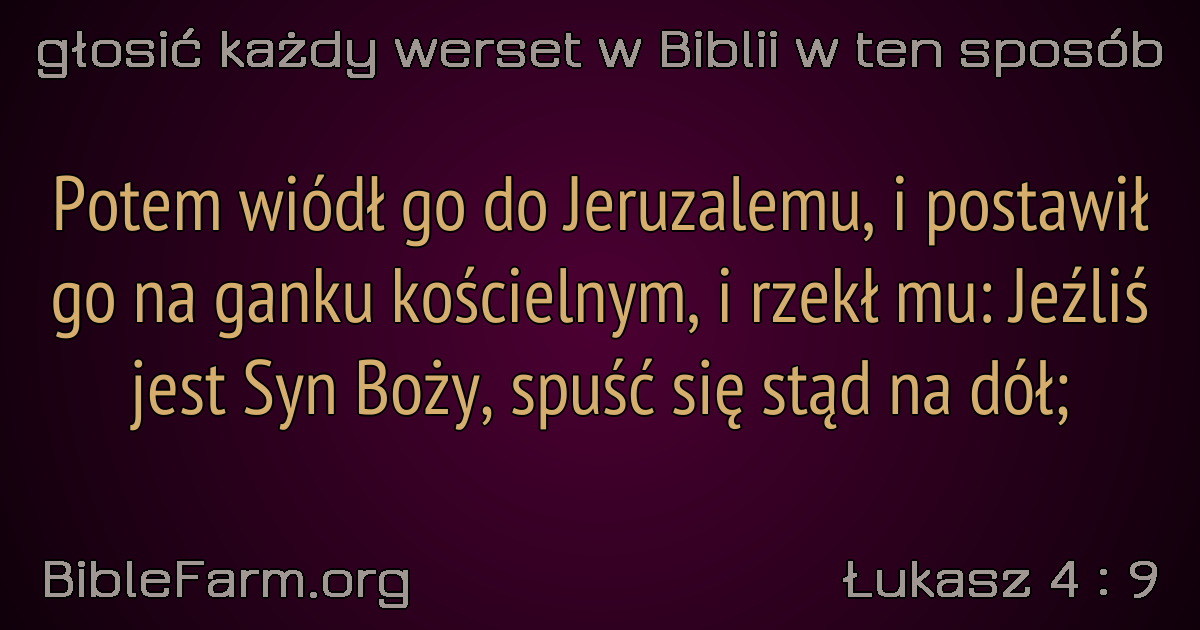 głosić każdy werset w Biblii w ten sposób
Potem wiódł go do Jeruzalemu, i postawił
go na ganku kościelnym, i rzekł mu: Jeźliś
jest Syn Boży, spuść się stąd na dół;
BibleFarm.org
Łukasz 4 : 9